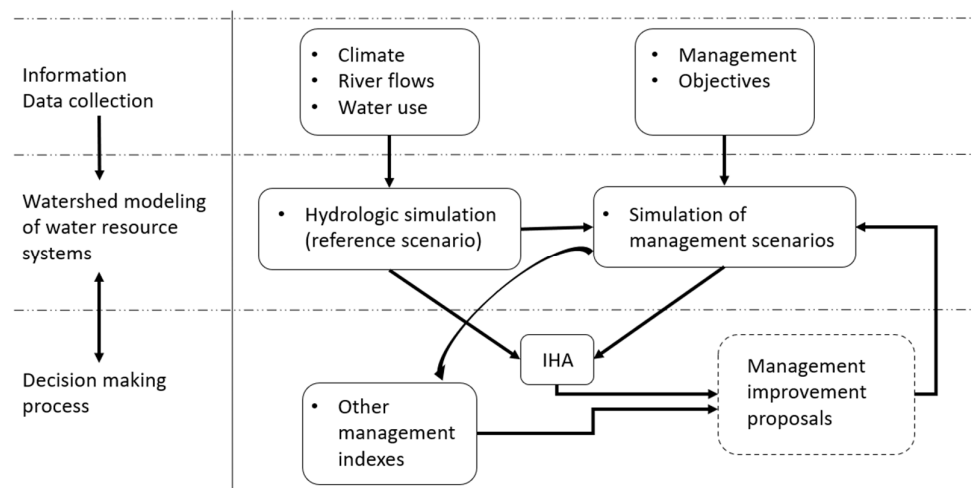 Information
Data collection
• Climate
• River flows
• Water use
• Management
• Objectives
Watershed modeling
of water resource
systems
• Hydrologic simulation
(reference scenario)
• Simulation of
management scenarios
Decision making
process
IHA
• Other
management
indexes
Management
improvement
proposals